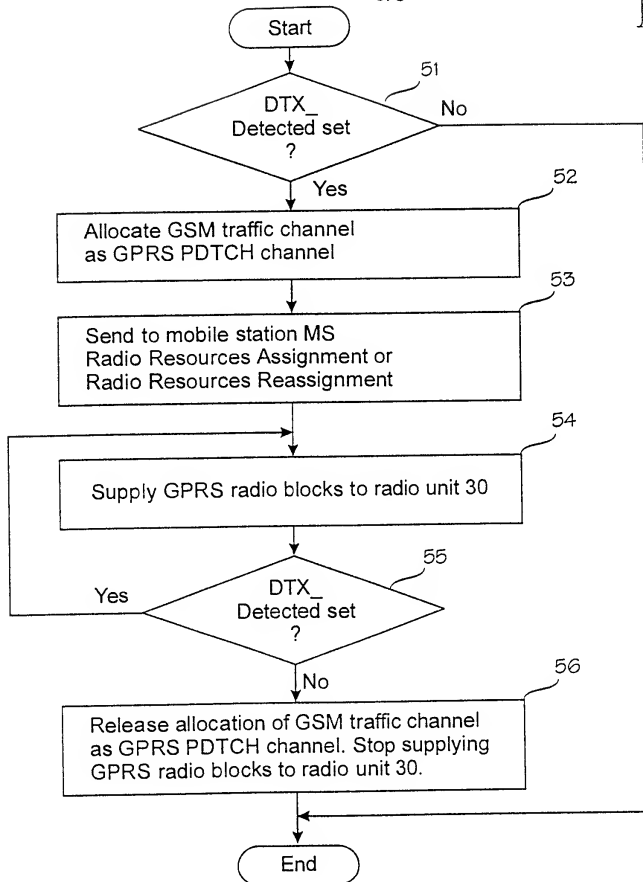 Start
51
DTX_
Detected set
?
No
Yes
52
Allocate GSM traffic channel
as GPRS PDTCH channel
53
Send to mobile station MS
Radio Resources Assignment or
Radio Resources Reassignment
54
Supply GPRS radio blocks to radio unit 30
55
Yes
DTX_
Detected set
?
No
56
Release allocation of GSM traffic channel
as GPRS PDTCH channel. Stop supplying
GPRS radio blocks to radio unit 30.
End